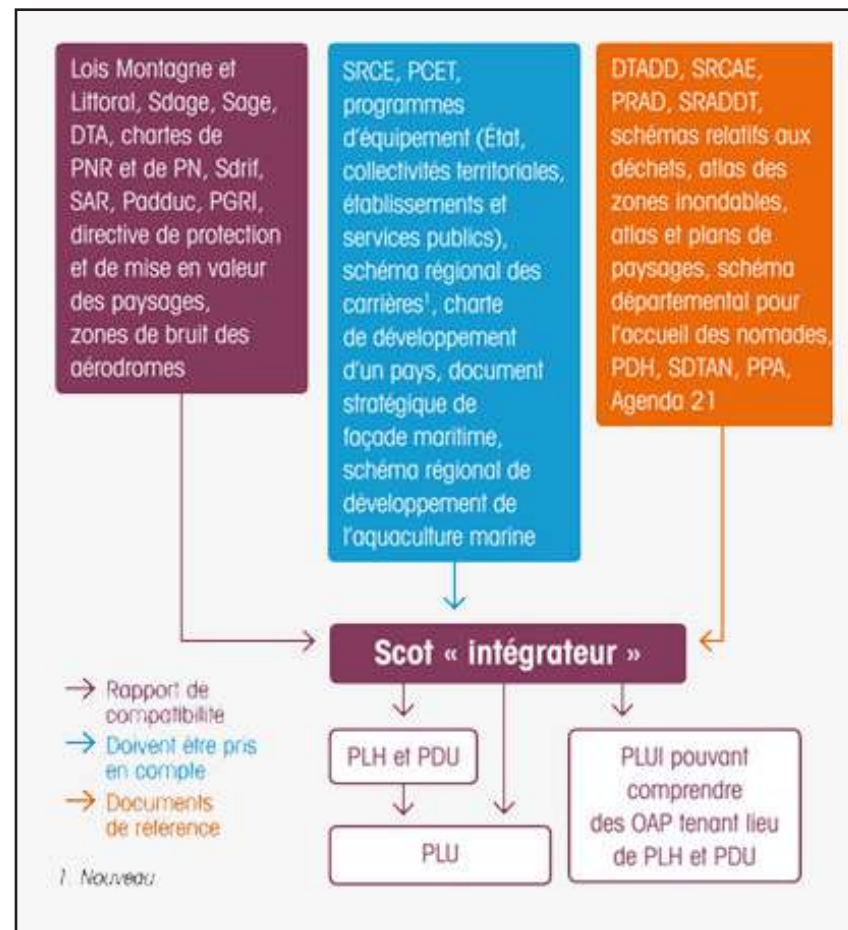 Lois Montagne et
Littoral, Sdage, Sage,
DTA, chartes de
PNR et de PN, Sdrif,
SAR, Padduc, PGRI,
directive de protection
et de mise en valeur
des paysages,
zones de bruit des
aérodromes
SRCE, PCET,
programmes
d'équipement (État,
collectivités territoriales,
établissements et
services publics),
schéma régional des
carrières¹, charte
de développement
d'un pays, document
stratégique de
façade maritime,
schéma régional de
développement de
l'aquaculture marine
DTADD, SRCAE,
PRAD, SRADDT,
schémas relatifs aux
déchets, atlas des
zones inondables,
atlas et plans de
paysages, schéma
départemental pour
l'accueil des nomades,
PDH, SDTAN, PPA,
Agenda 21
Scot « intégrateur »
Rapport de
compatibilité
Doivent être pris
en compte
Documents
de référence
1. Nouveau
PLH et PDU
PLU
PLUI pouvant
comprendre
des OAP tenant lieu
de PLH et PDU